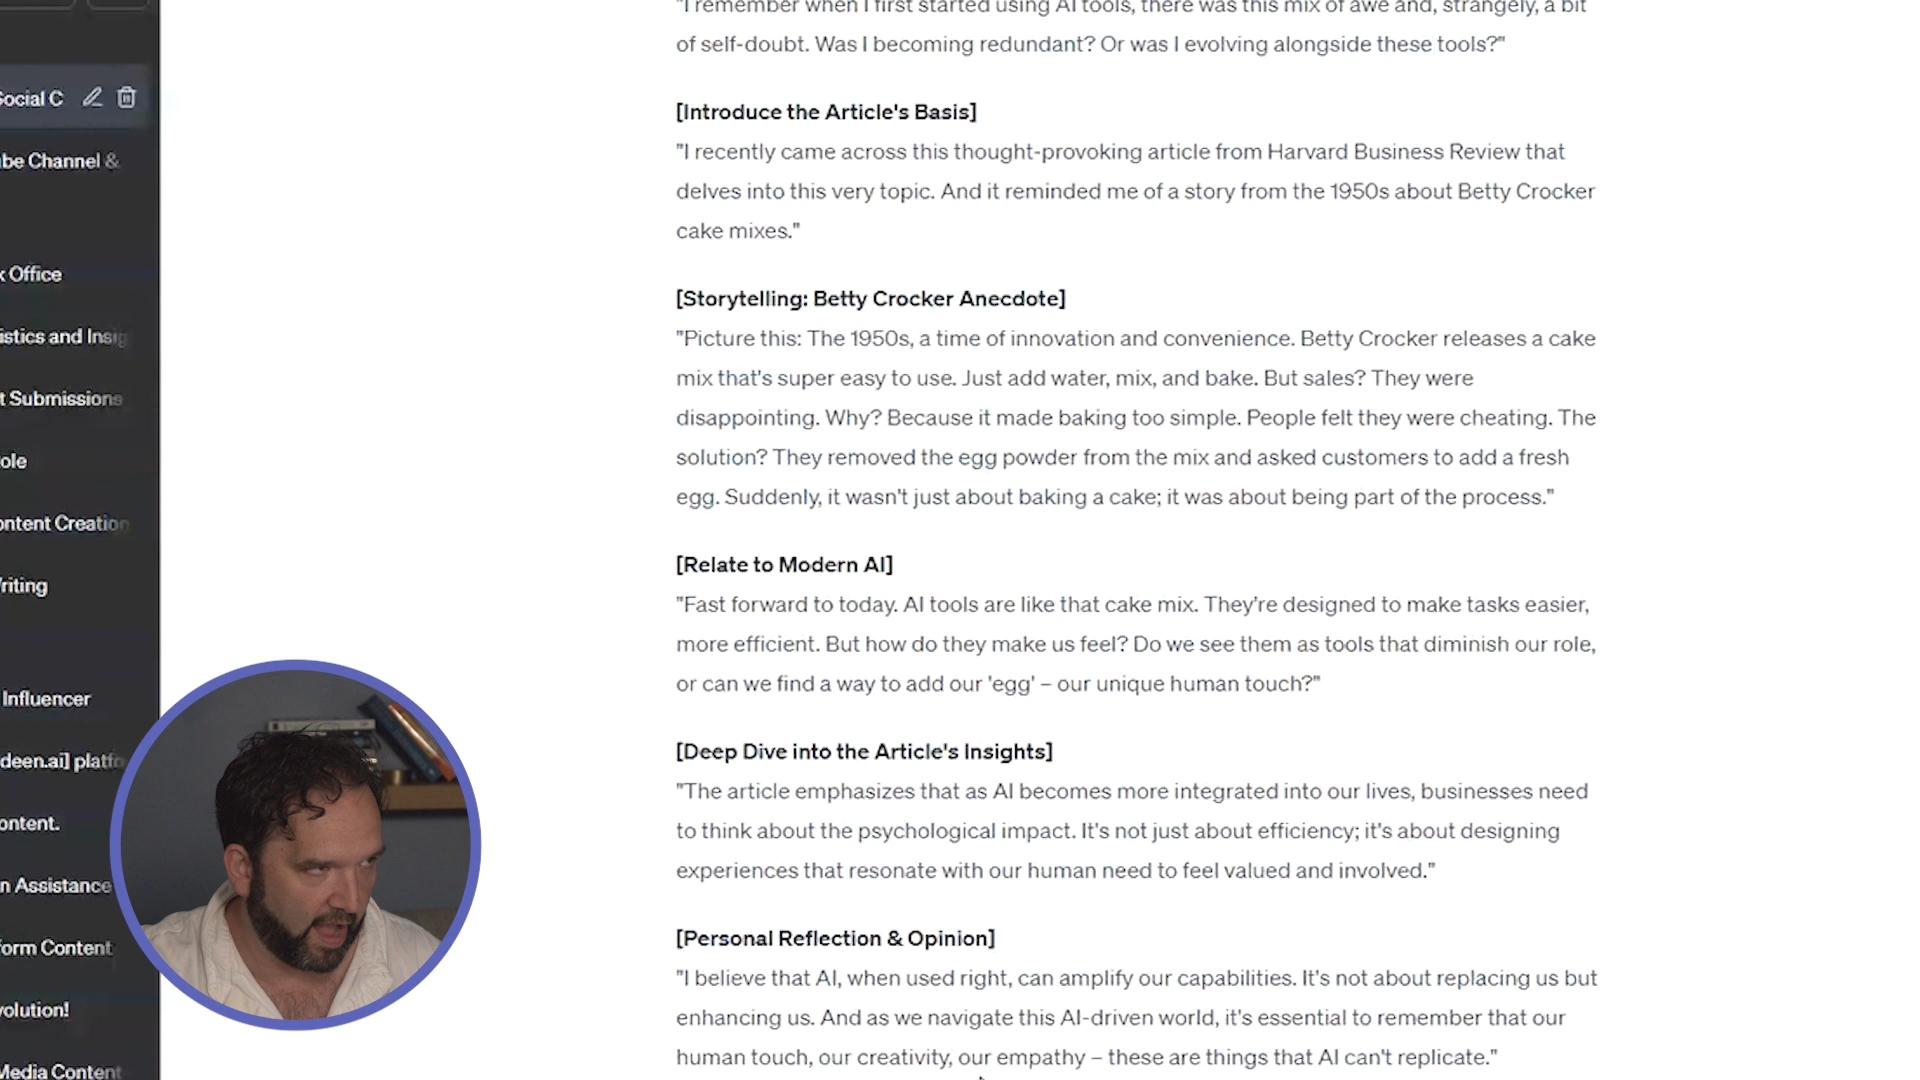 "I remember when I first started using AI tools, there was this mix of awe and, strangely, a bit
of self-doubt. Was I becoming redundant? Or was I evolving alongside these tools?"
[Introduce the Article's Basis]
"I recently came across this thought-provoking article from Harvard Business Review that
delves into this very topic. And it reminded me of a story from the 1950s about Betty Crocker
cake mixes."
[Storytelling: Betty Crocker Anecdote]
"Picture this: The 1950s, a time of innovation and convenience. Betty Crocker releases a cake
mix that's super easy to use. Just add water, mix, and bake. But sales? They were
disappointing. Why? Because it made baking too simple. People felt they were cheating. The
solution? They removed the egg powder from the mix and asked customers to add a fresh
egg. Suddenly, it wasn't just about baking a cake; it was about being part of the process."
[Relate to Modern AI]
"Fast forward to today. AI tools are like that cake mix. They're designed to make tasks easier,
more efficient. But how do they make us feel? Do we see them as tools that diminish our role,
or can we find a way to add our 'egg' – our unique human touch?"
[Deep Dive into the Article's Insights]
"The article emphasizes that as AI becomes more integrated into our lives, businesses need
to think about the psychological impact. It's not just about efficiency; it's about designing
experiences that resonate with our human need to feel valued and involved."
[Personal Reflection & Opinion]
"I believe that AI, when used right, can amplify our capabilities. It's not about replacing us but
enhancing us. And as we navigate this AI-driven world, it's essential to remember that our
human touch, our creativity, our empathy – these are things that AI can't replicate."
Social C
be Channel &
k Office
istics and Insig
t Submissions
ole
ontent Creation
riting
Influencer
deen.ai] platfo
ontent.
n Assistance
form Content
volution!
Media Content